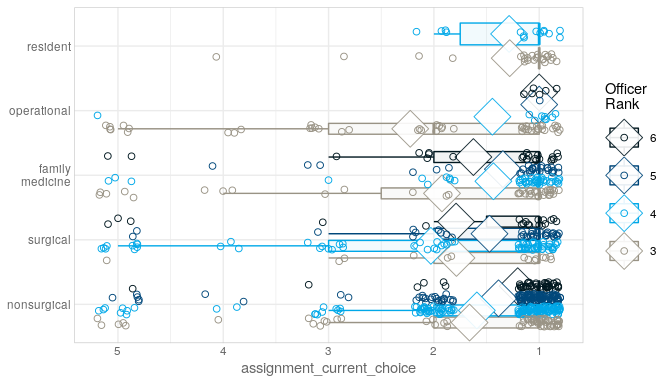 resident
operational
family
medicine
surgical
nonsurgical
5 4 3 2 1
assignment_current_choice
Officer
Rank
6
5
4
3